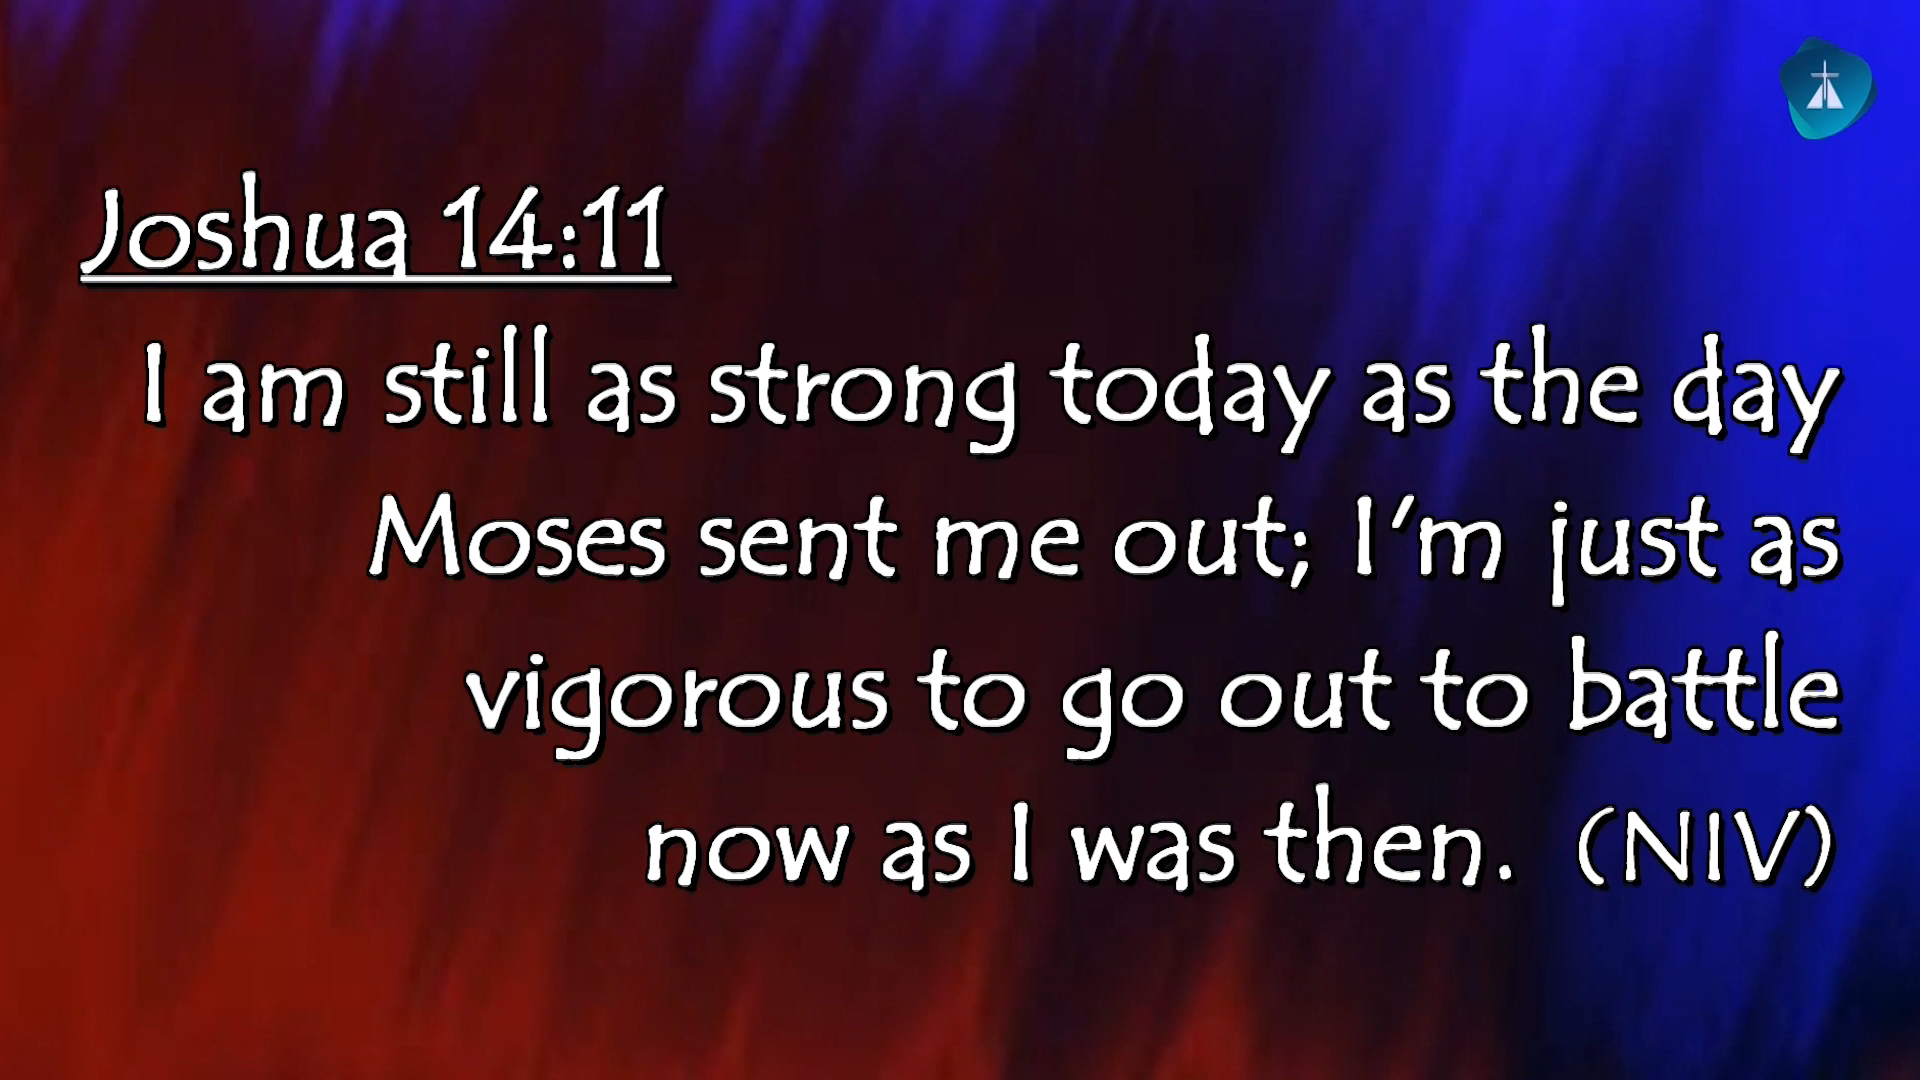 Joshua 14:11
I am still as strong today as the day
Moses sent me out; I’m just as
vigorous to go out to battle
now as I was then. (NIV)